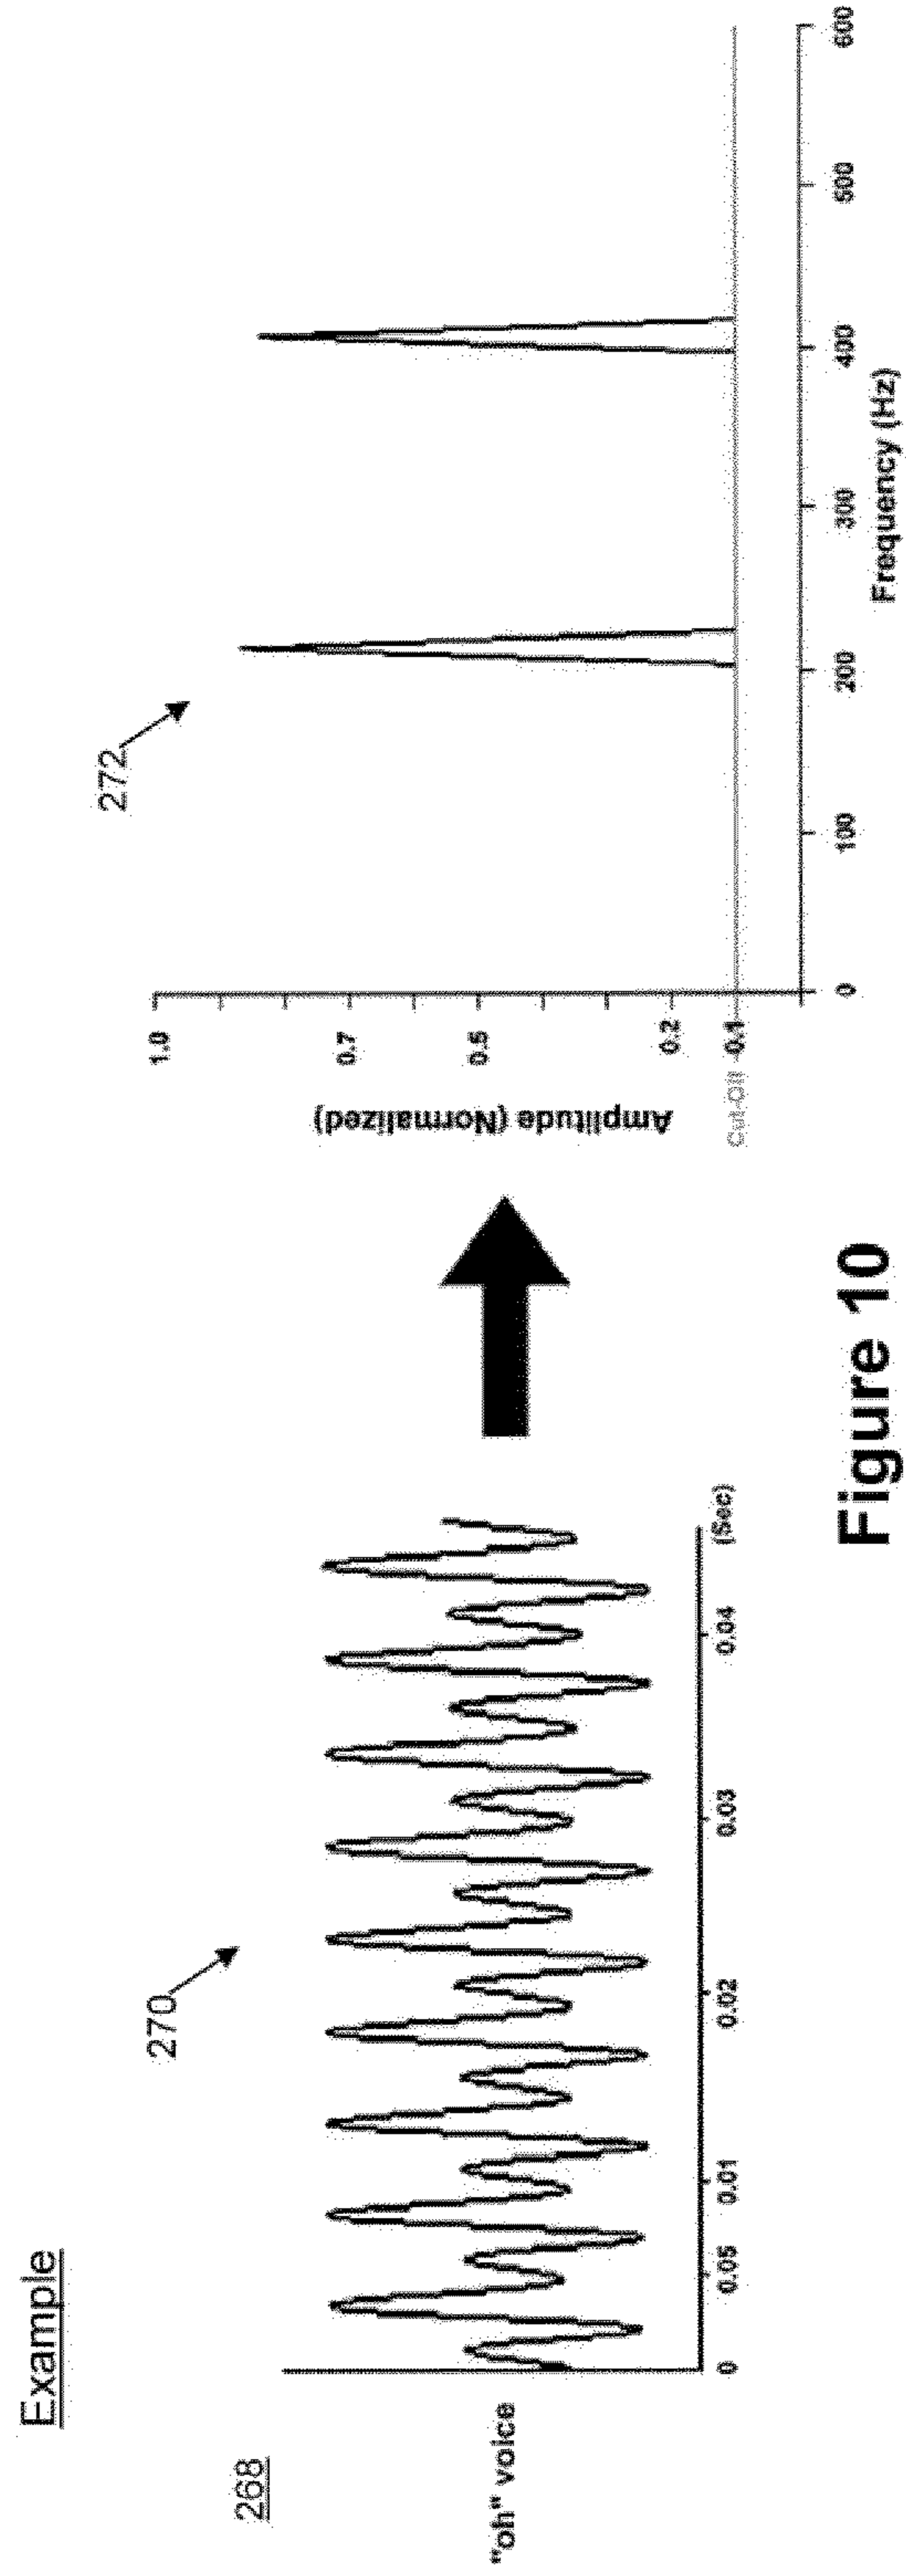 Example
268
270
"oh" voice
0
0.05
0.01
0.02
0.03
0.04
(Sec)
272
Amplitude (Normalized)
1.0
0.7
0.5
0.2
Cut-Off 0.1
0
100
200
300
400
500
600
Frequency (Hz)
Figure 10